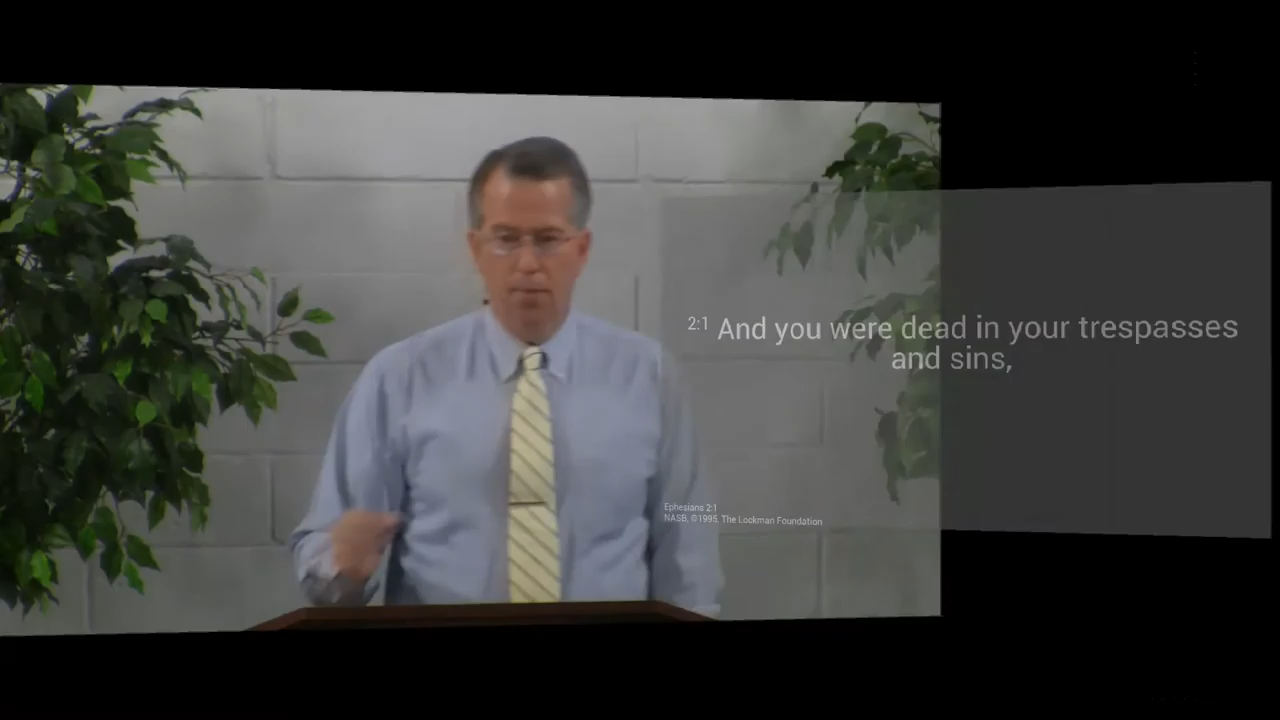 2:1 And you were dead in your trespasses
and sins,
Ephesians 2:1
NASB, ©1995, The Lockman Foundation